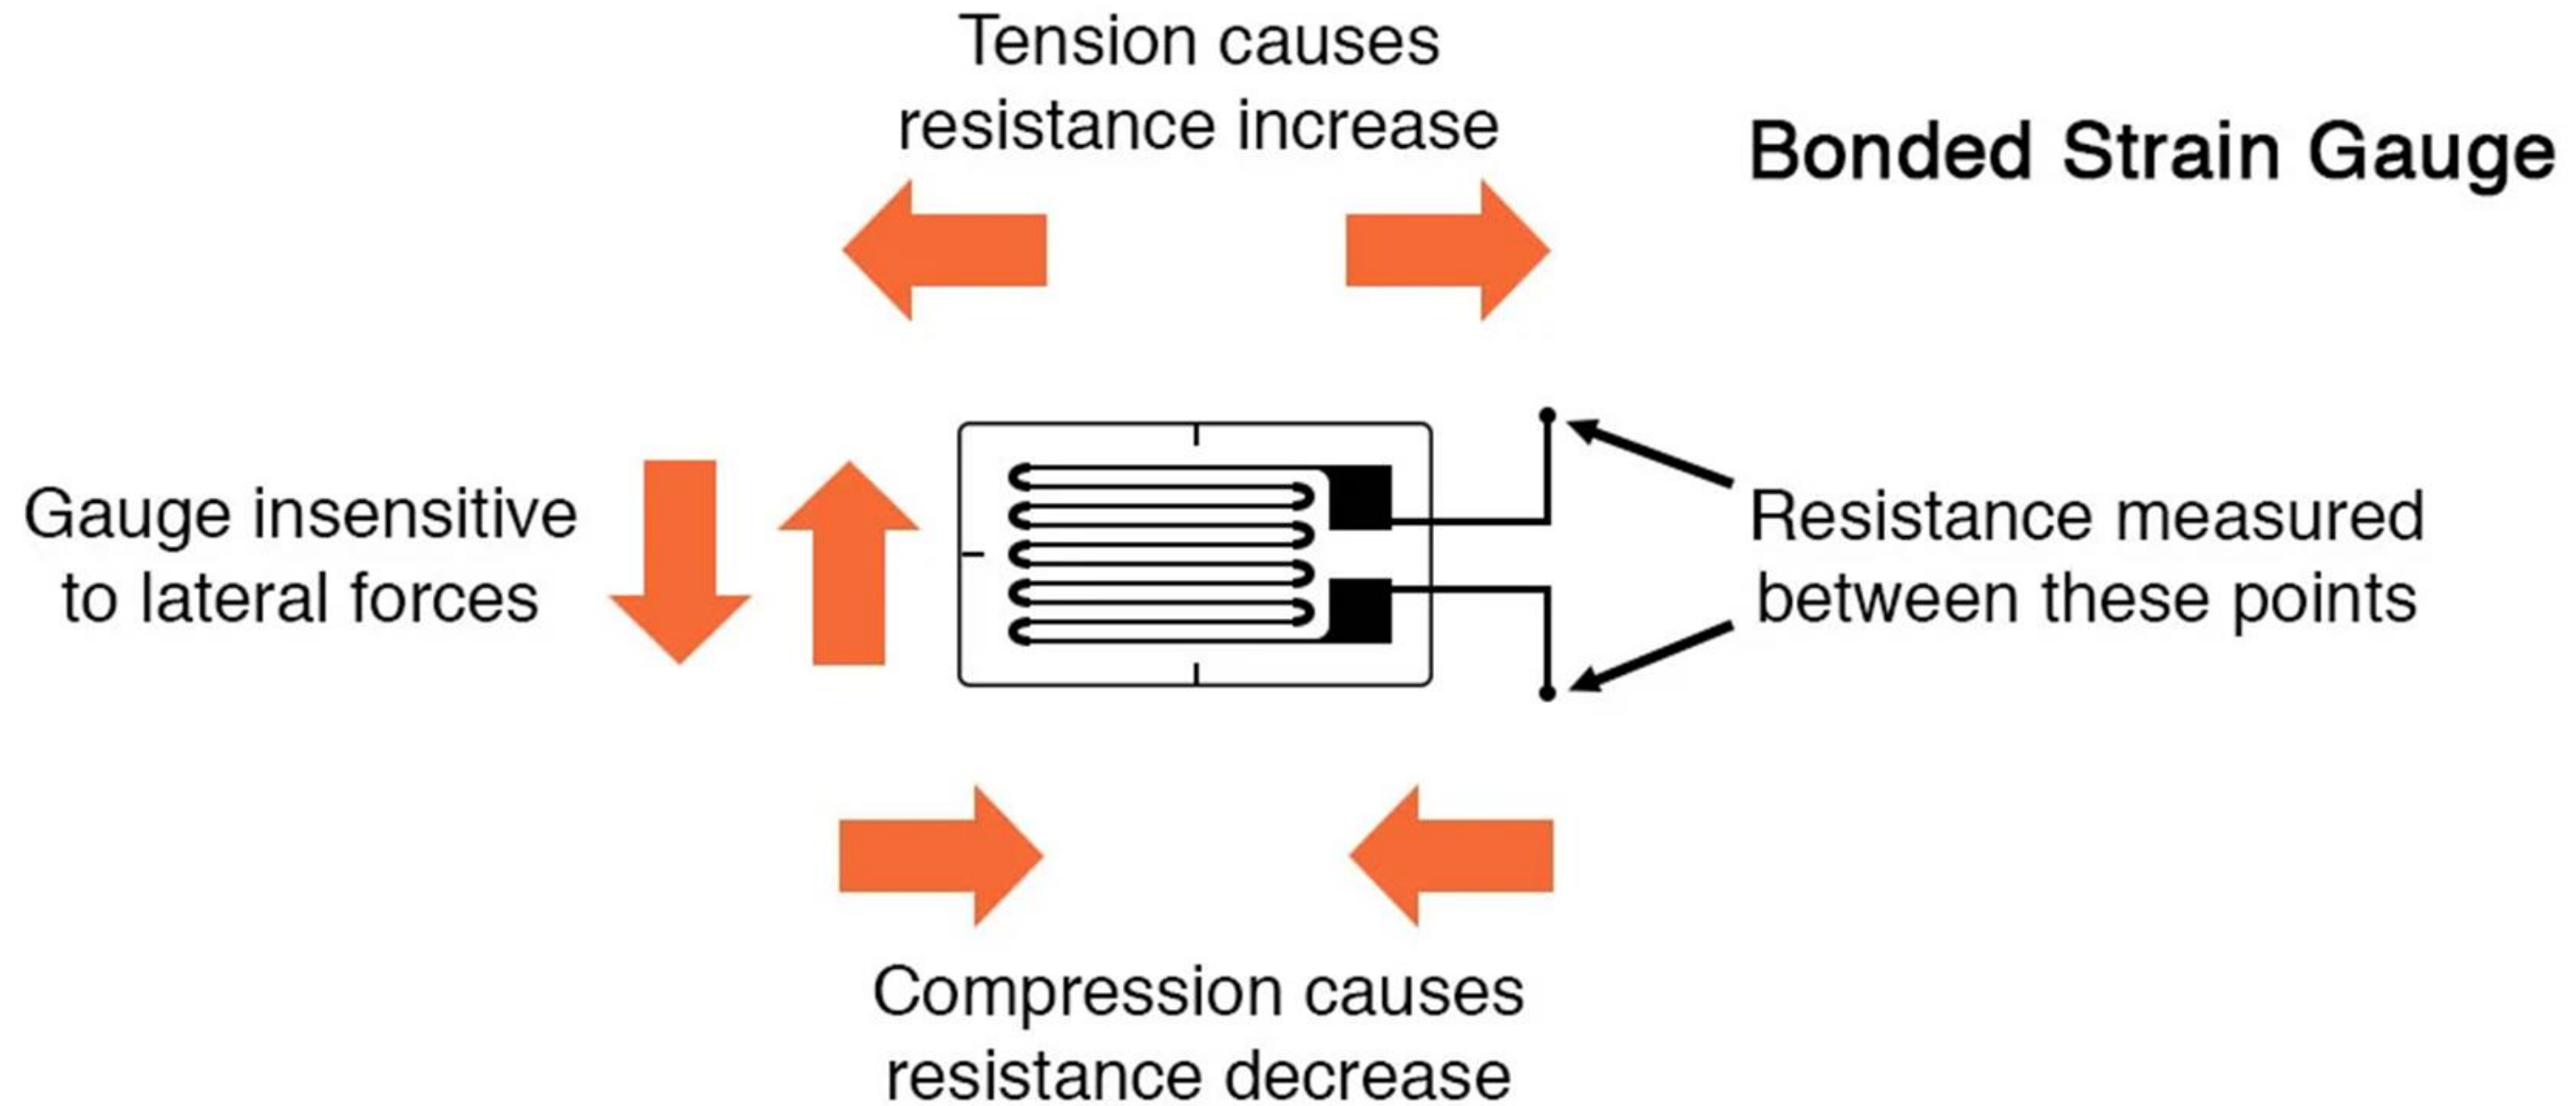 Tension causes
resistance increase
Bonded Strain Gauge
Gauge insensitive
to lateral forces
Resistance measured
between these points
Compression causes
resistance decrease